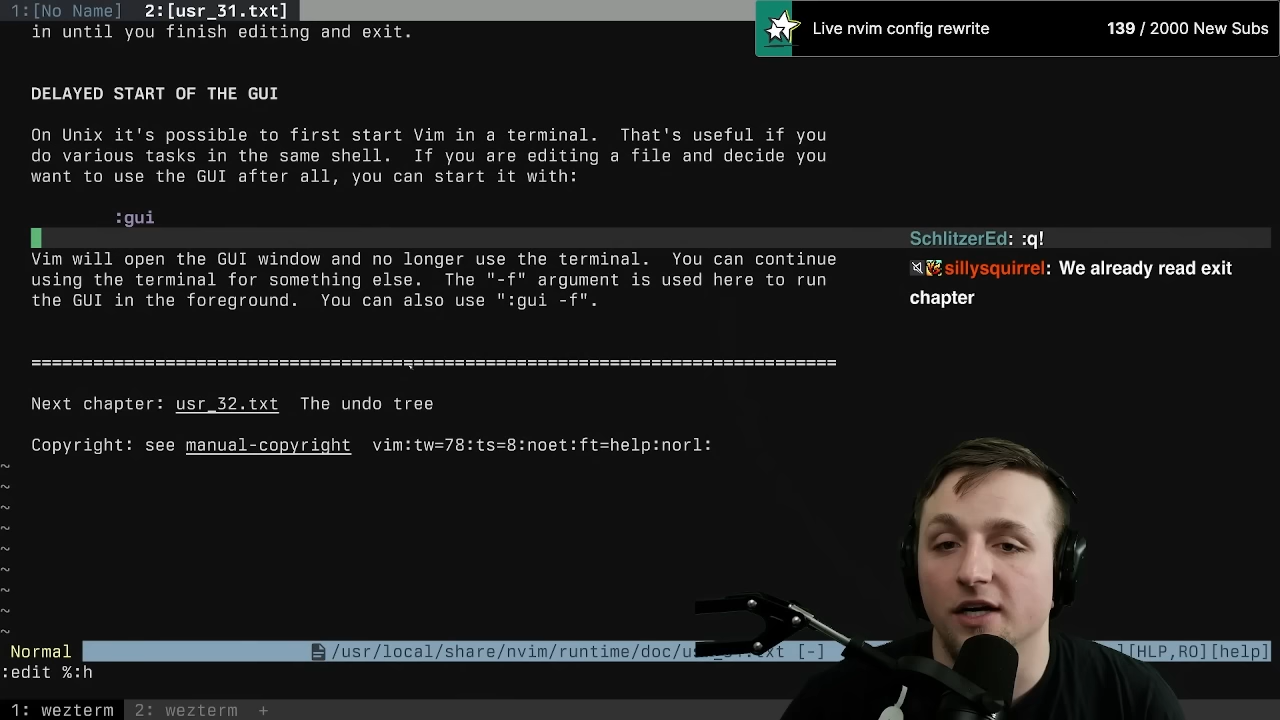 1:[No Name]  2:[usr_31.txt]
in until you finish editing and exit.
Live nvim config rewrite
139 / 2000 New Subs
DELAYED START OF THE GUI
On Unix it's possible to first start Vim in a terminal.  That's useful if you
do various tasks in the same shell.  If you are editing a file and decide you
want to use the GUI after all, you can start it with:
:gui
Vim will open the GUI window and no longer use the terminal.  You can continue
using the terminal for something else.  The "-f" argument is used here to run
the GUI in the foreground.  You can also use ":gui -f".
SchlitzerEd: :q!
sillysquirrel: We already read exit
chapter
==============================================================================
Next chapter: usr_32.txt  The undo tree
Copyright: see manual-copyright  vim:tw=78:ts=8:noet:ft=help:norl:
~
~
~
~
~
~
~
~
~
Normal
/usr/local/share/nvim/runtime/doc/us txt [-]
][HLP,RO][help]
:edit %:h
1: wezterm  2: wezterm  +